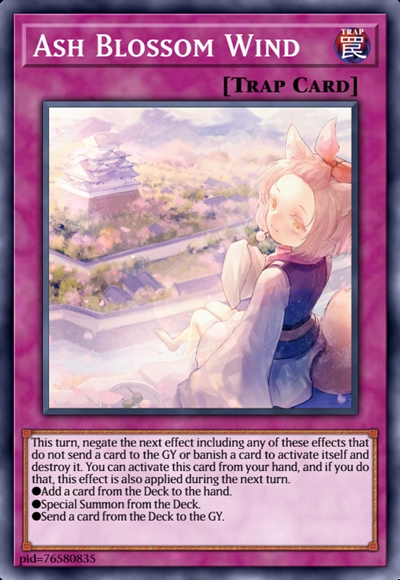 Ash Blossom Wind
TRAP
罠
[Trap Card]
This turn, negate the next effect including any of these effects that
do not send a card to the GY or banish a card to activate itself and
destroy it. You can activate this card from your hand, and if you do
that, this effect is also applied during the next turn.
●Add a card from the Deck to the hand.
●Special Summon from the Deck.
●Send a card from the Deck to the GY.
pid=76580835